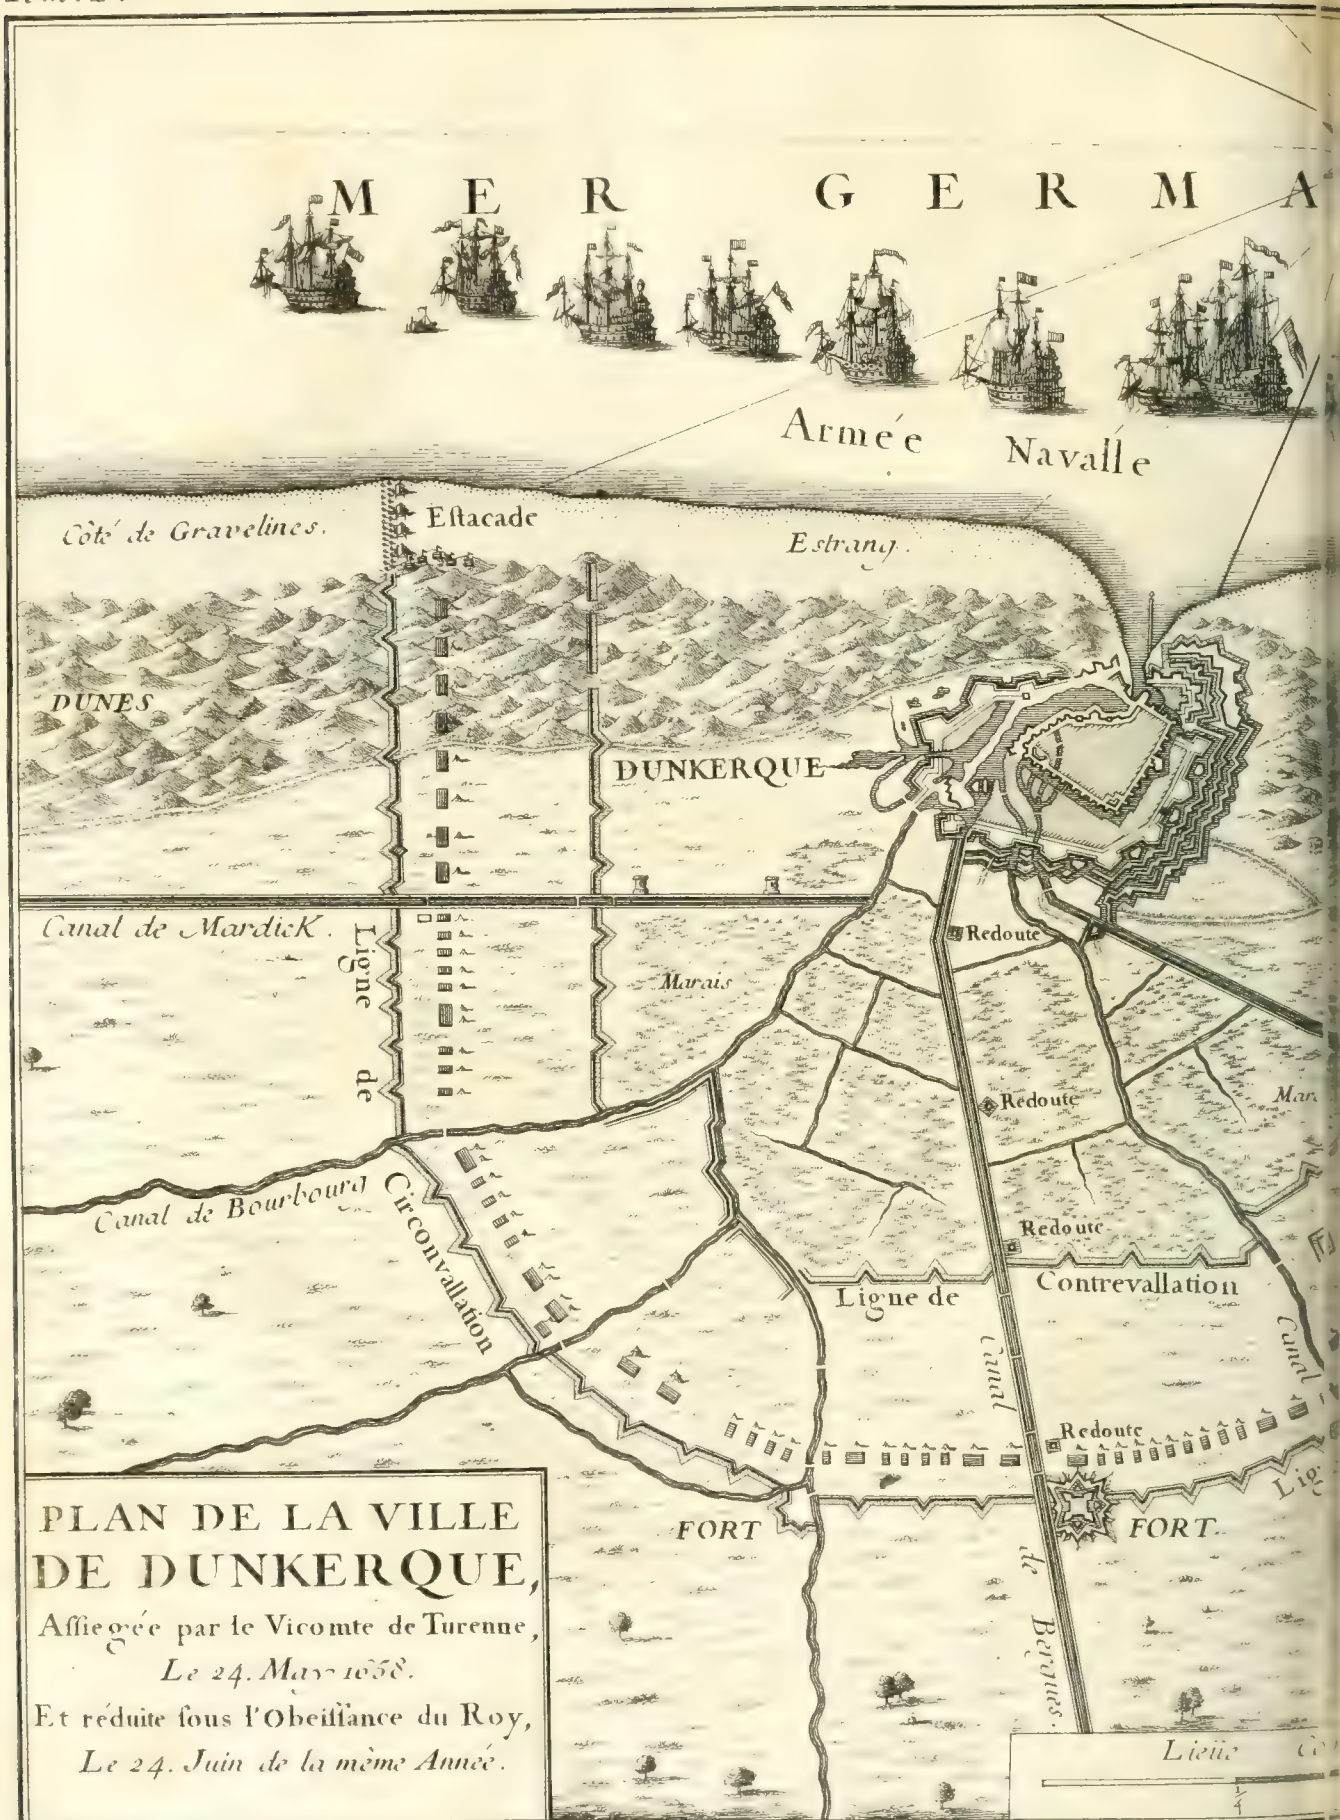 MER GERMA
Armée Navalle
Côté de Gravelines.
Eſtacade
Estrang.
DUNES
DUNKERQUE
Canal de Mardick.
Ligne de
Circonvallation
Marais
Redoute
Redoute
Mar
Canal de Bourbourg
Redoute
Ligne de
Contrevallation
Canal
de
Bergues.
Canal
Redoute
Lig
FORT
FORT.
PLAN DE LA VILLE
DE DUNKERQUE,
Aſſiegée par le Vicomte de Turenne,
Le 24. May 1658.
Et réduite ſous l'Obeiſſance du Roy,
Le 24. Juin de la même Année.
Lieüe
1/4